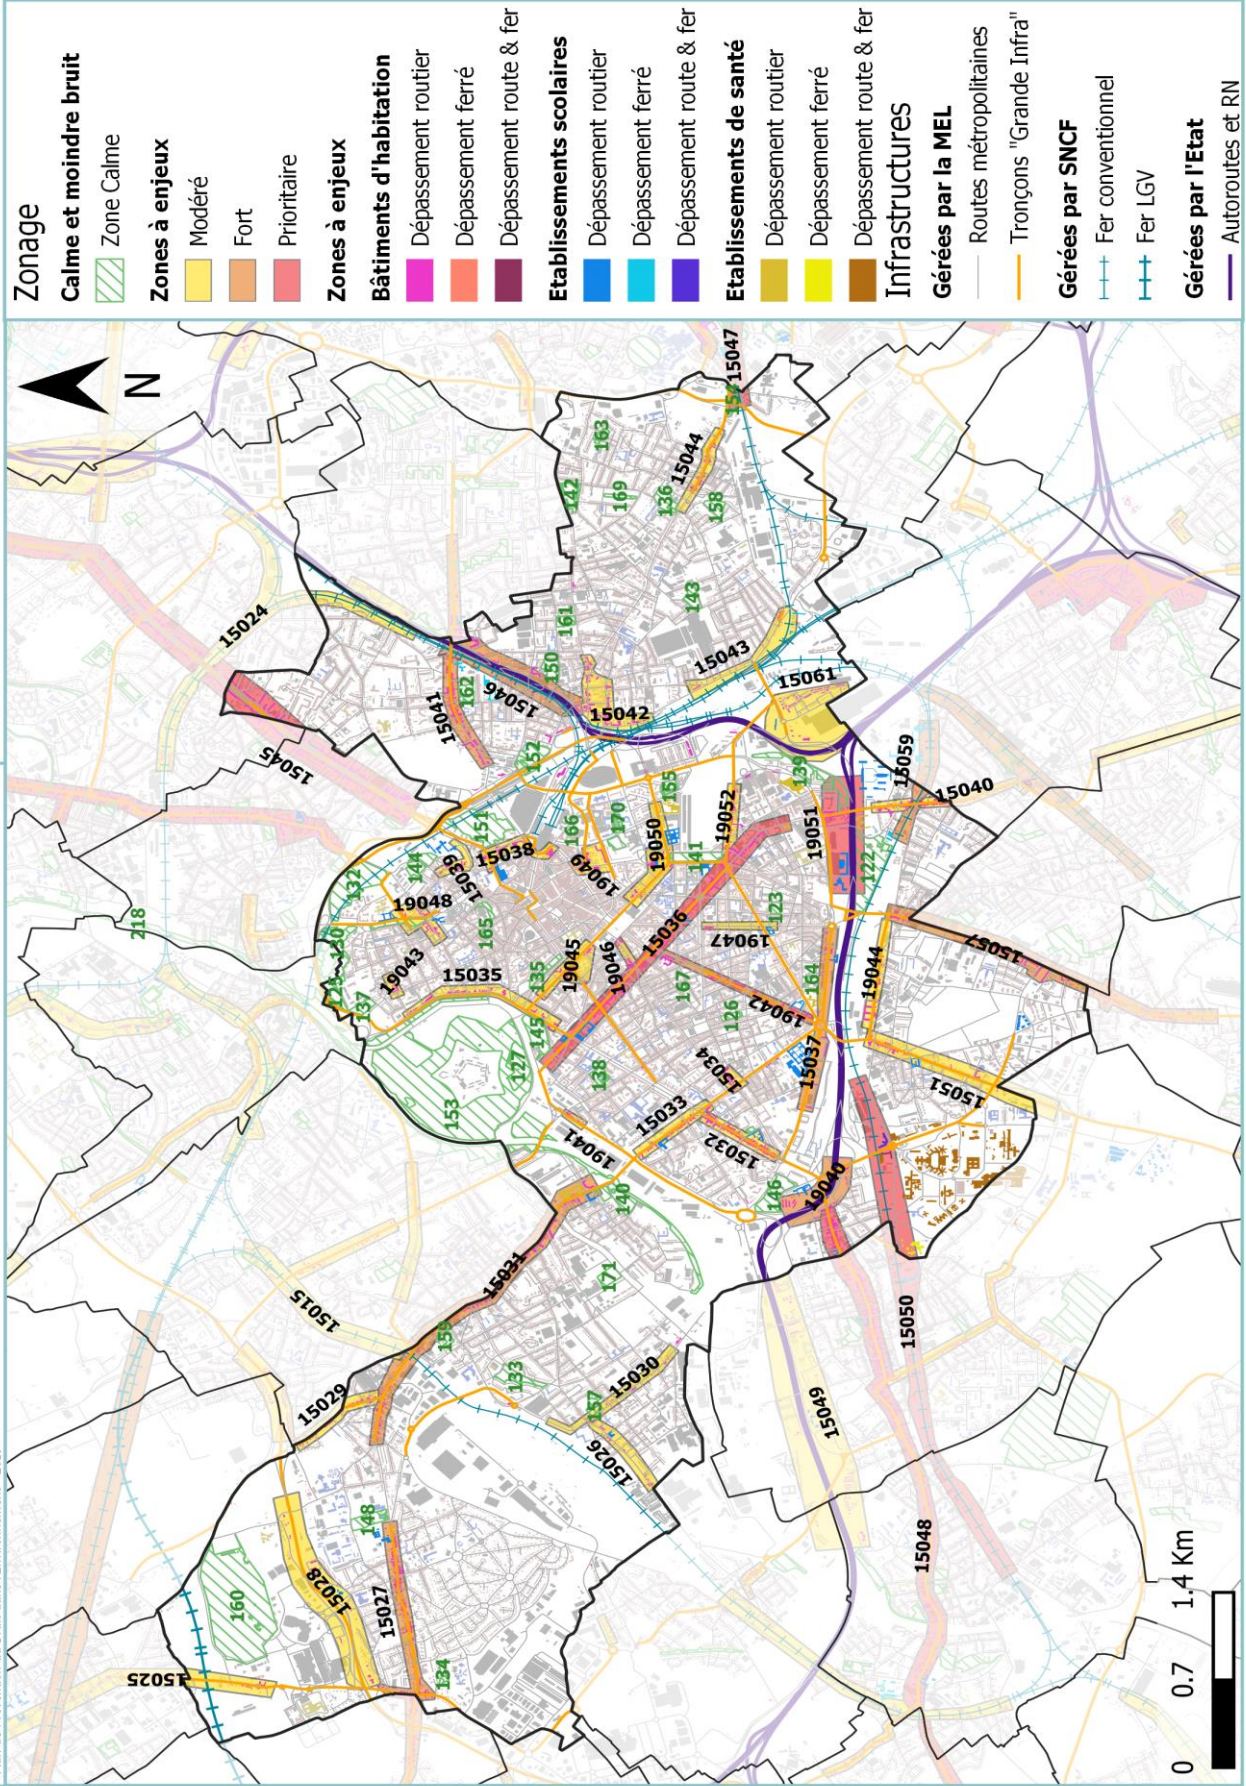 Zonage
Calme et moindre bruit
Zone Calme
Zones à enjeux
Modéré
Fort
Prioritaire
Zones à enjeux
Bâtiments d'habitation
Dépassement routier
Dépassement ferré
Dépassement route & fer
Etablissements scolaires
Dépassement routier
Dépassement ferré
Dépassement route & fer
Etablissements de santé
Dépassement routier
Dépassement ferré
Dépassement route & fer
Infrastructures
Gérées par la MEL
Routes métropolitaines
Tronçons "Grande Infra"
Gérées par SNCF
Fer conventionnel
Fer LGV
Gérées par l'Etat
Autoroutes et RN
N
15025
160
15028
148
15027
134
15029
15015
159
15031
133
157
15030
15026
171
140
19041
153
127
145
138
15033
15032
15034
146
19040
15037
15049
15050
15048
15051
218
130
132
137
19043
19048
144
15039
151
15038
165
15035
135
19045
19046
15036
167
126
19042
164
19047
123
19044
15057
166
170
19049
19050
165
141
19052
19051
139
122
15059
15040
15024
15045
15041
162
15046
152
150
161
15042
15043
15061
143
142
163
169
136
15044
158
154
15047
0 0.7 1.4 Km